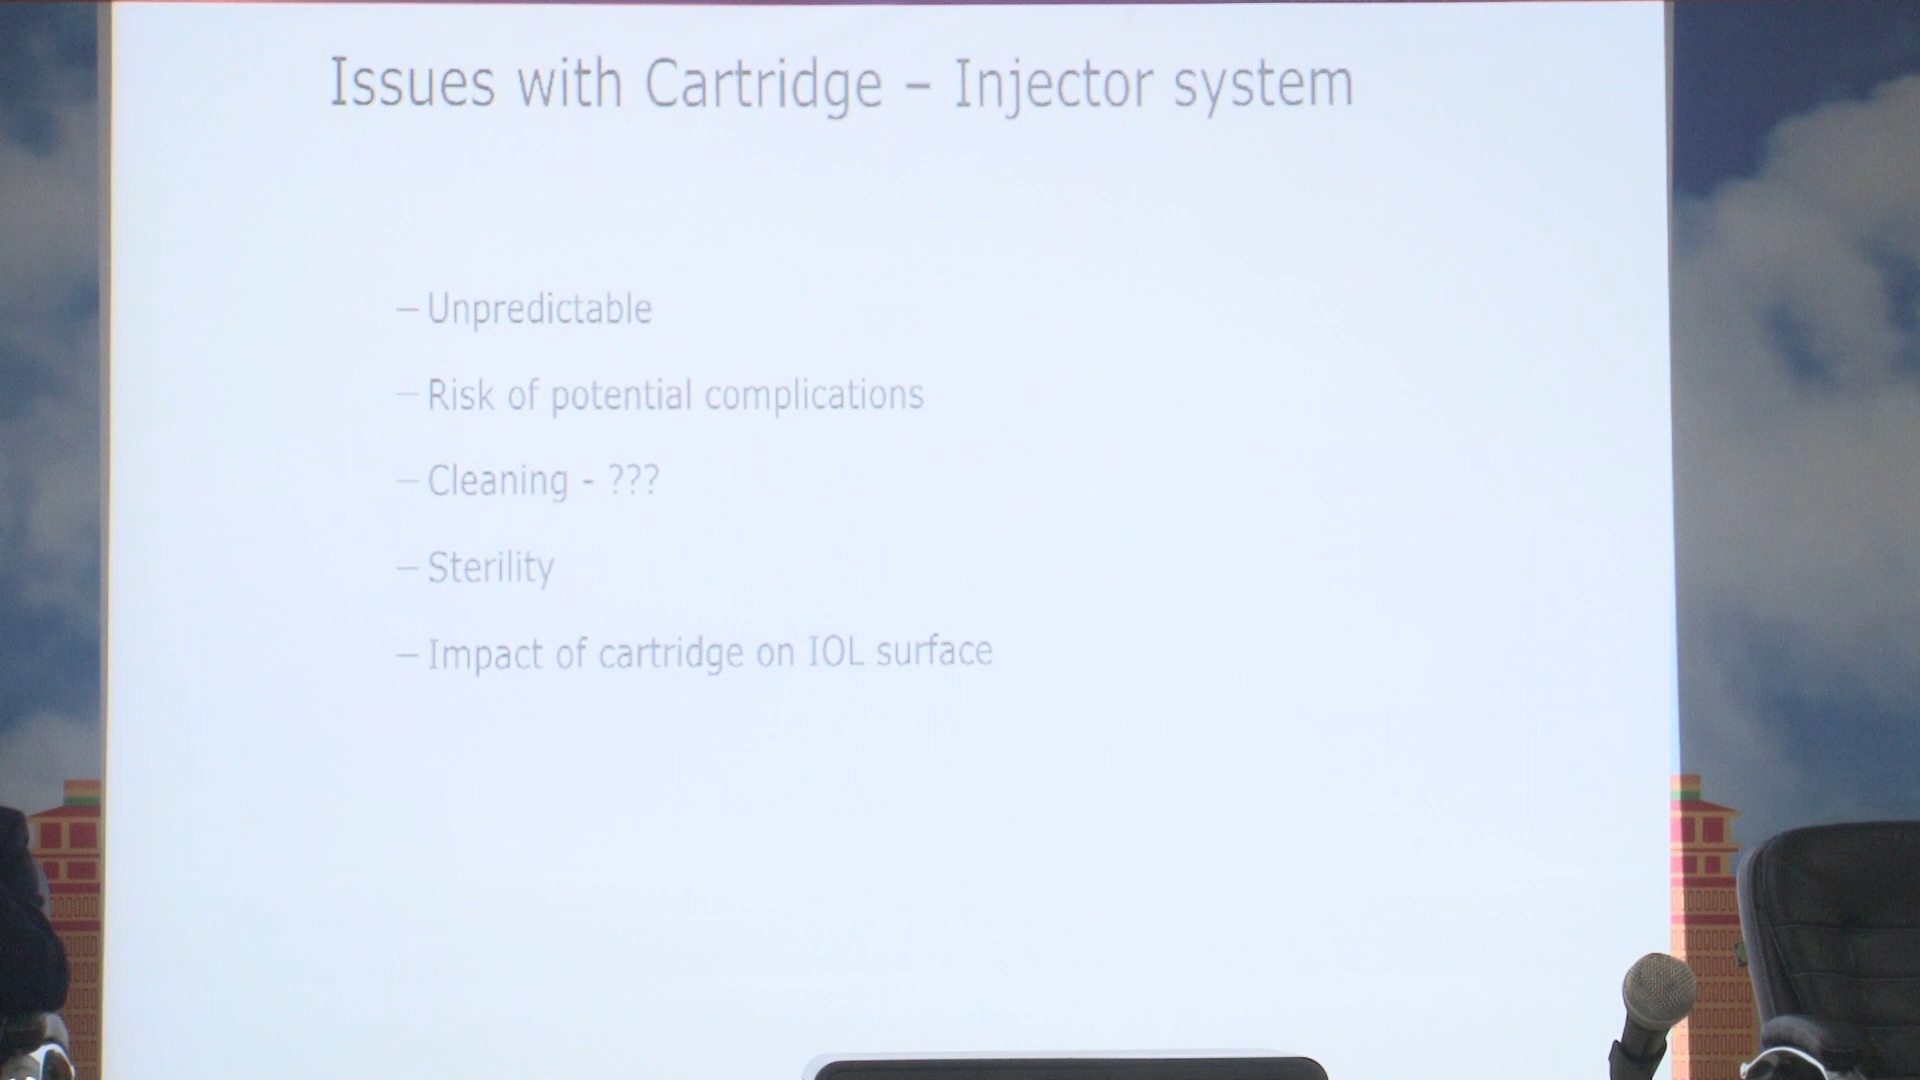 Issues with Cartridge – Injector system
– Unpredictable
– Risk of potential complications
– Cleaning - ???
– Sterility
– Impact of cartridge on IOL surface